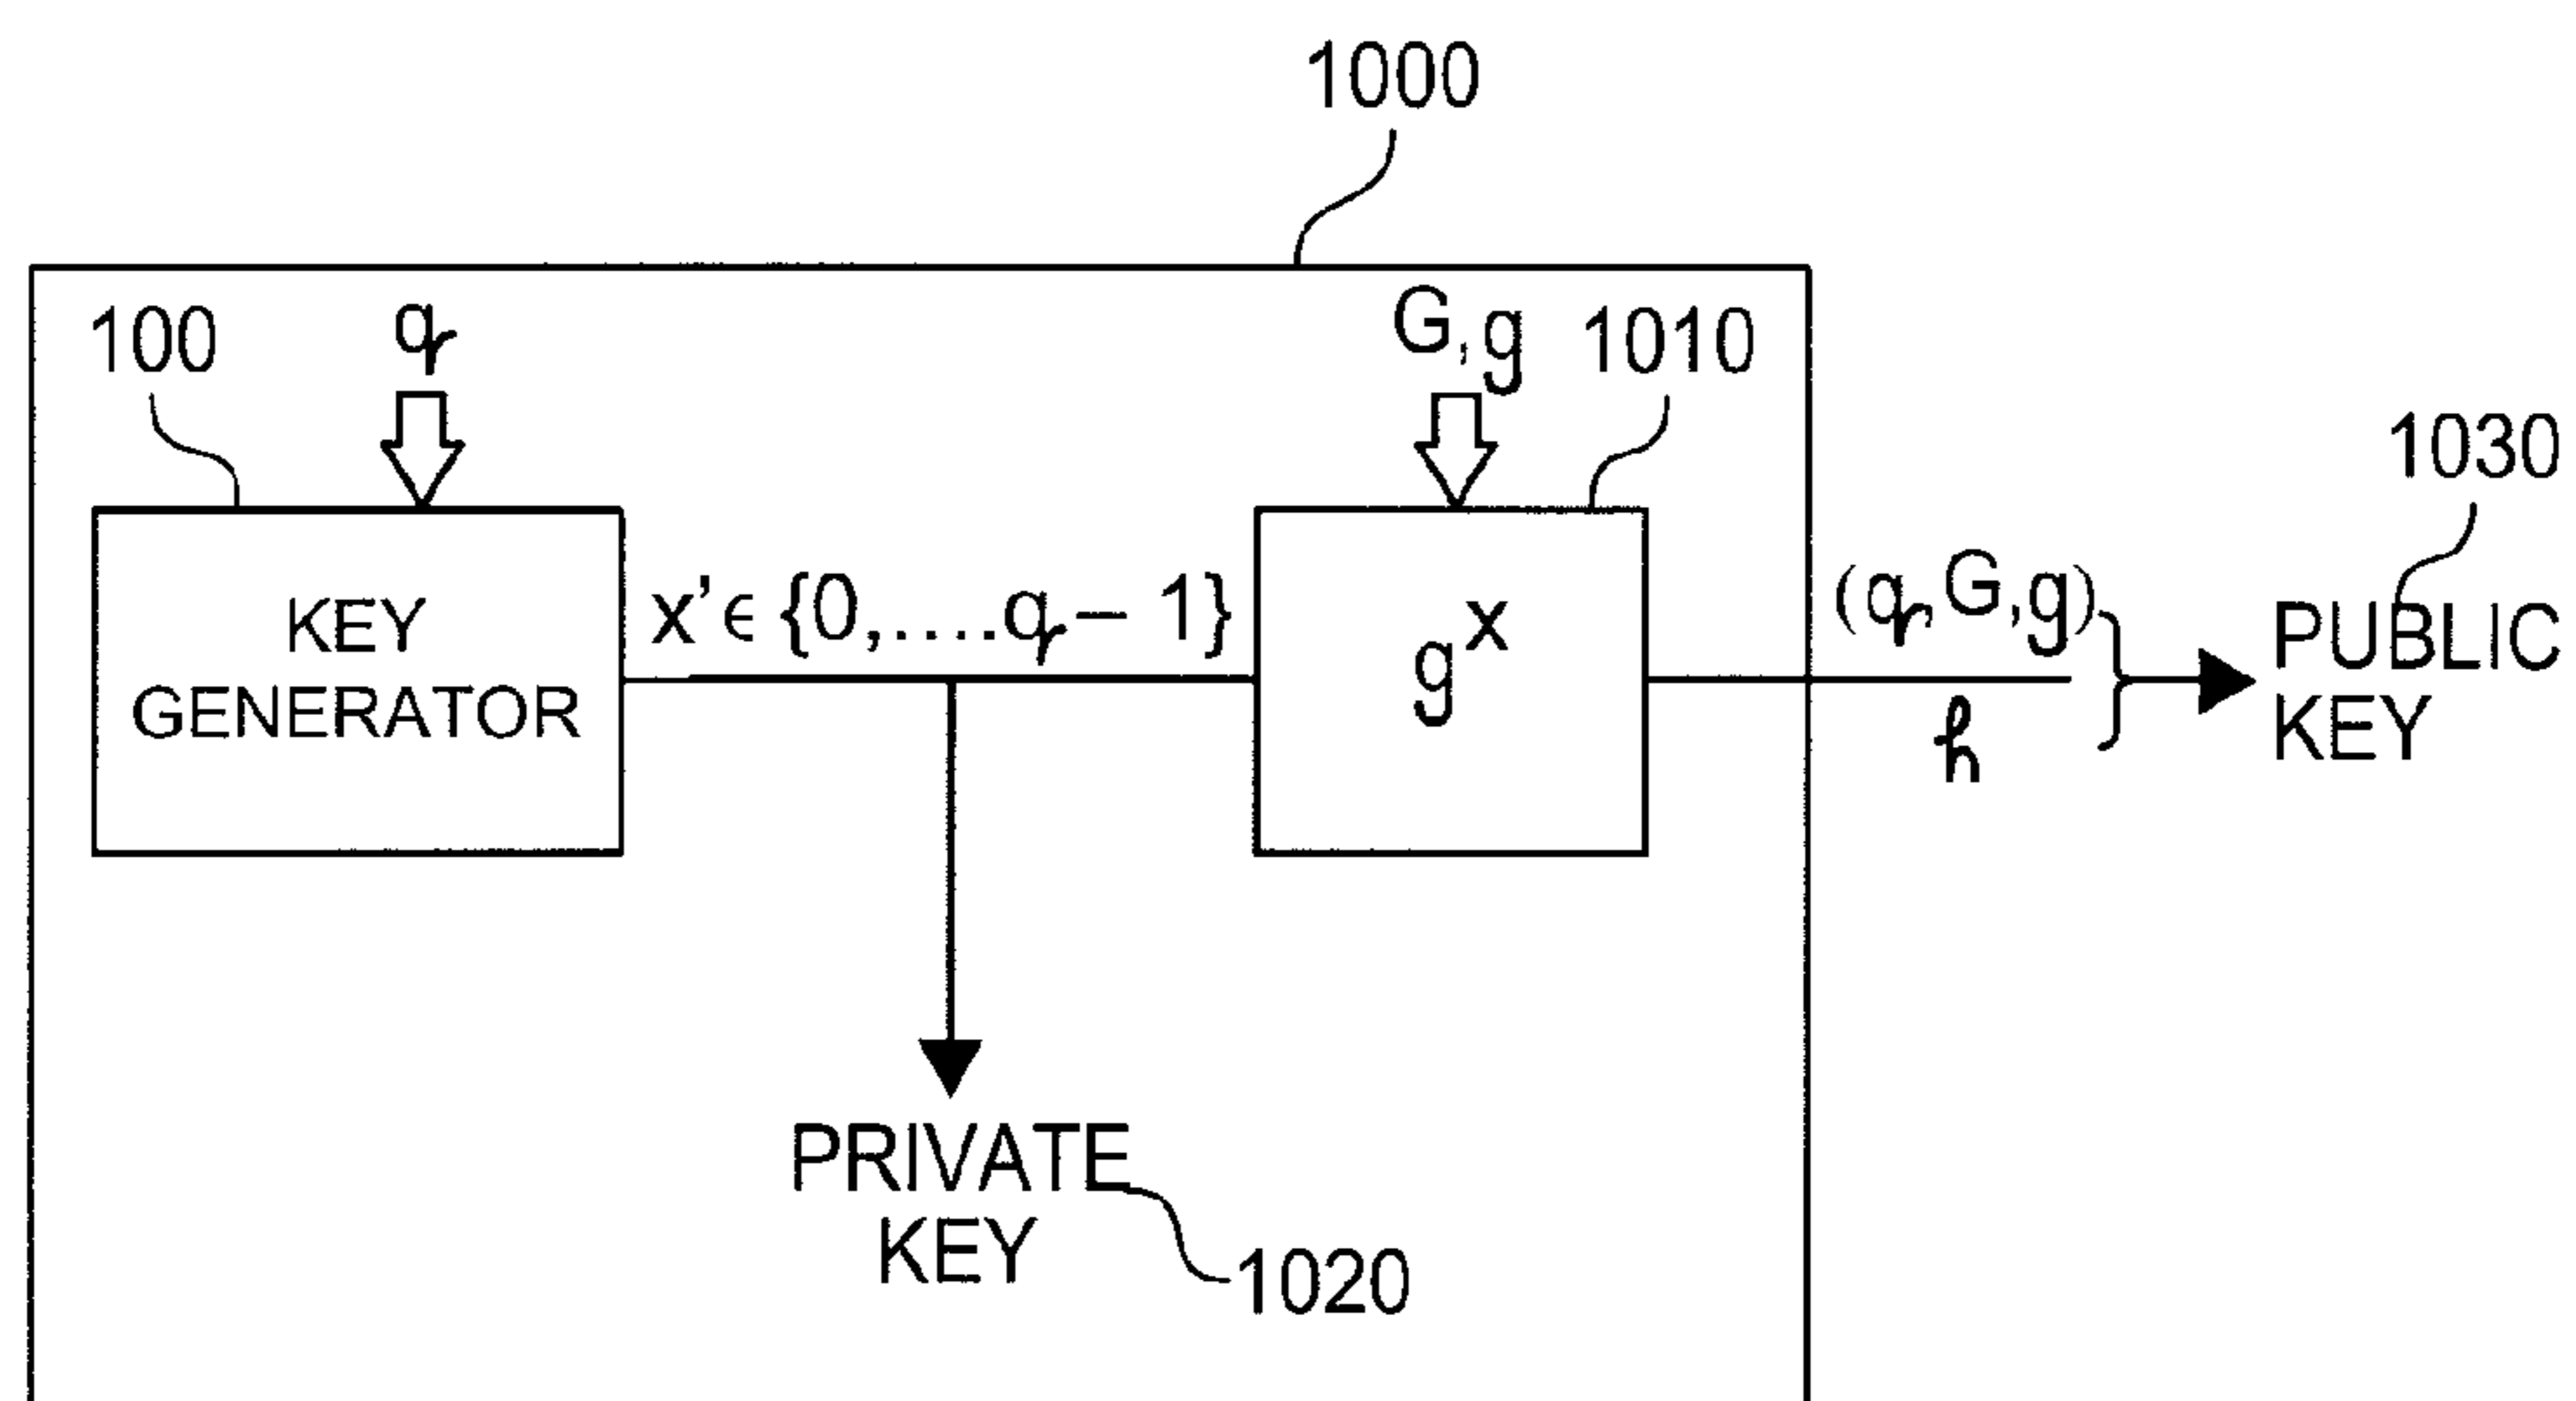 1000
100
q
G,g
1010
1030
KEY
GENERATOR
x' ϵ {0,....q – 1}
g^x
(q,G,g)
h
PUBLIC
KEY
PRIVATE
KEY
1020